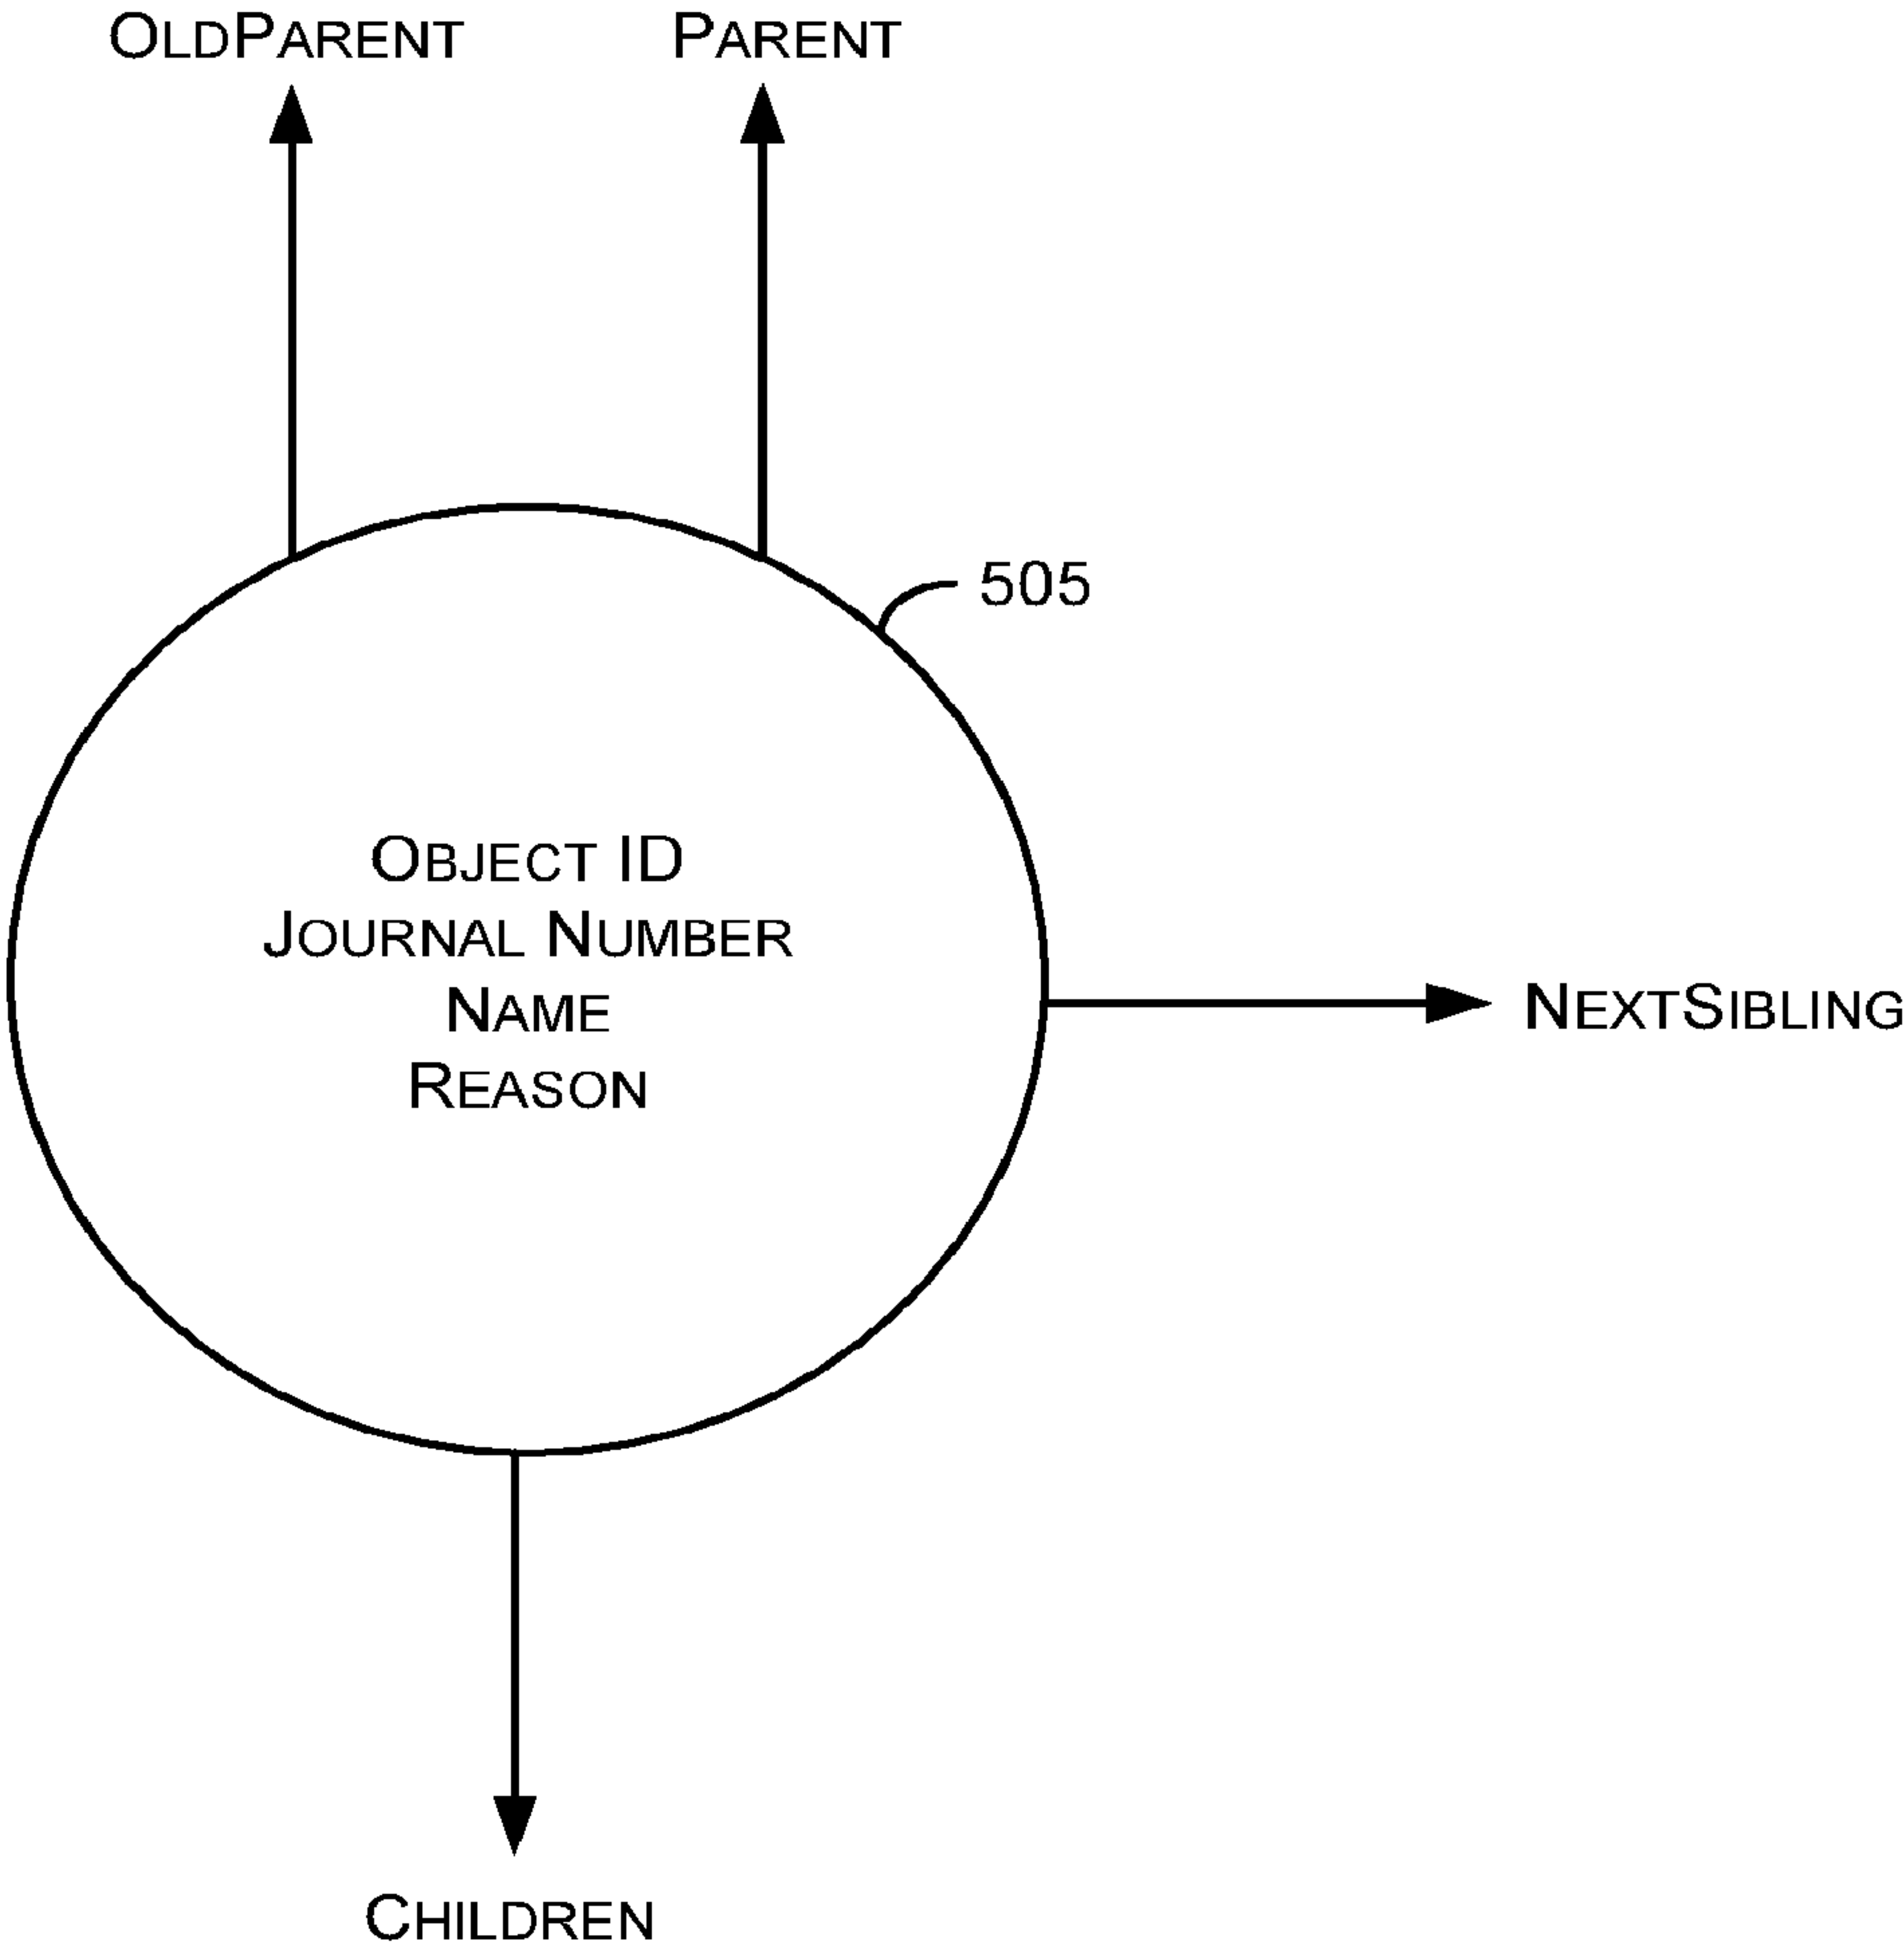 OLDPARENT PARENT
505
OBJECT ID
JOURNAL NUMBER
NAME
REASON
NEXTSIBLING
CHILDREN